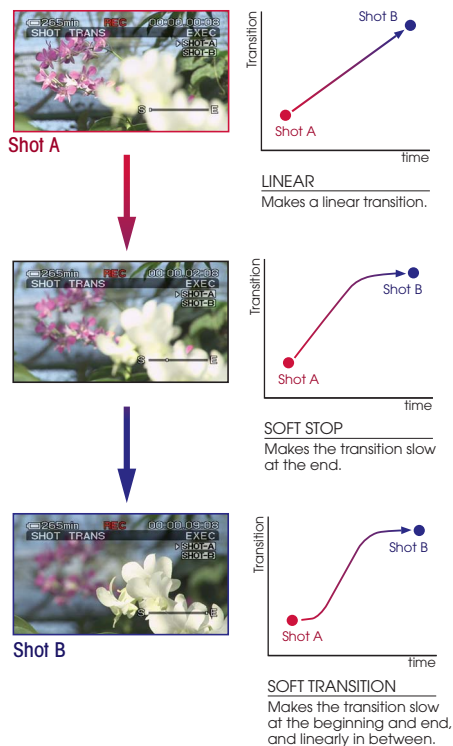 265min REC 00:00.00:08
SHOT TRANS EXEC
SHOT-A
SHOT-B
S E
Shot A
Transition
Shot B
Shot A
time
LINEAR
Makes a linear transition.
265min REC 00:00.02:08
SHOT TRANS EXEC
SHOT-A
SHOT-B
S E
Transition
Shot B
Shot A
time
SOFT STOP
Makes the transition slow
at the end.
265min REC 00:00.09:08
SHOT TRANS EXEC
SHOT-A
SHOT-B
S E
Shot B
Transition
Shot B
Shot A
time
SOFT TRANSITION
Makes the transition slow
at the beginning and end,
and linearly in between.